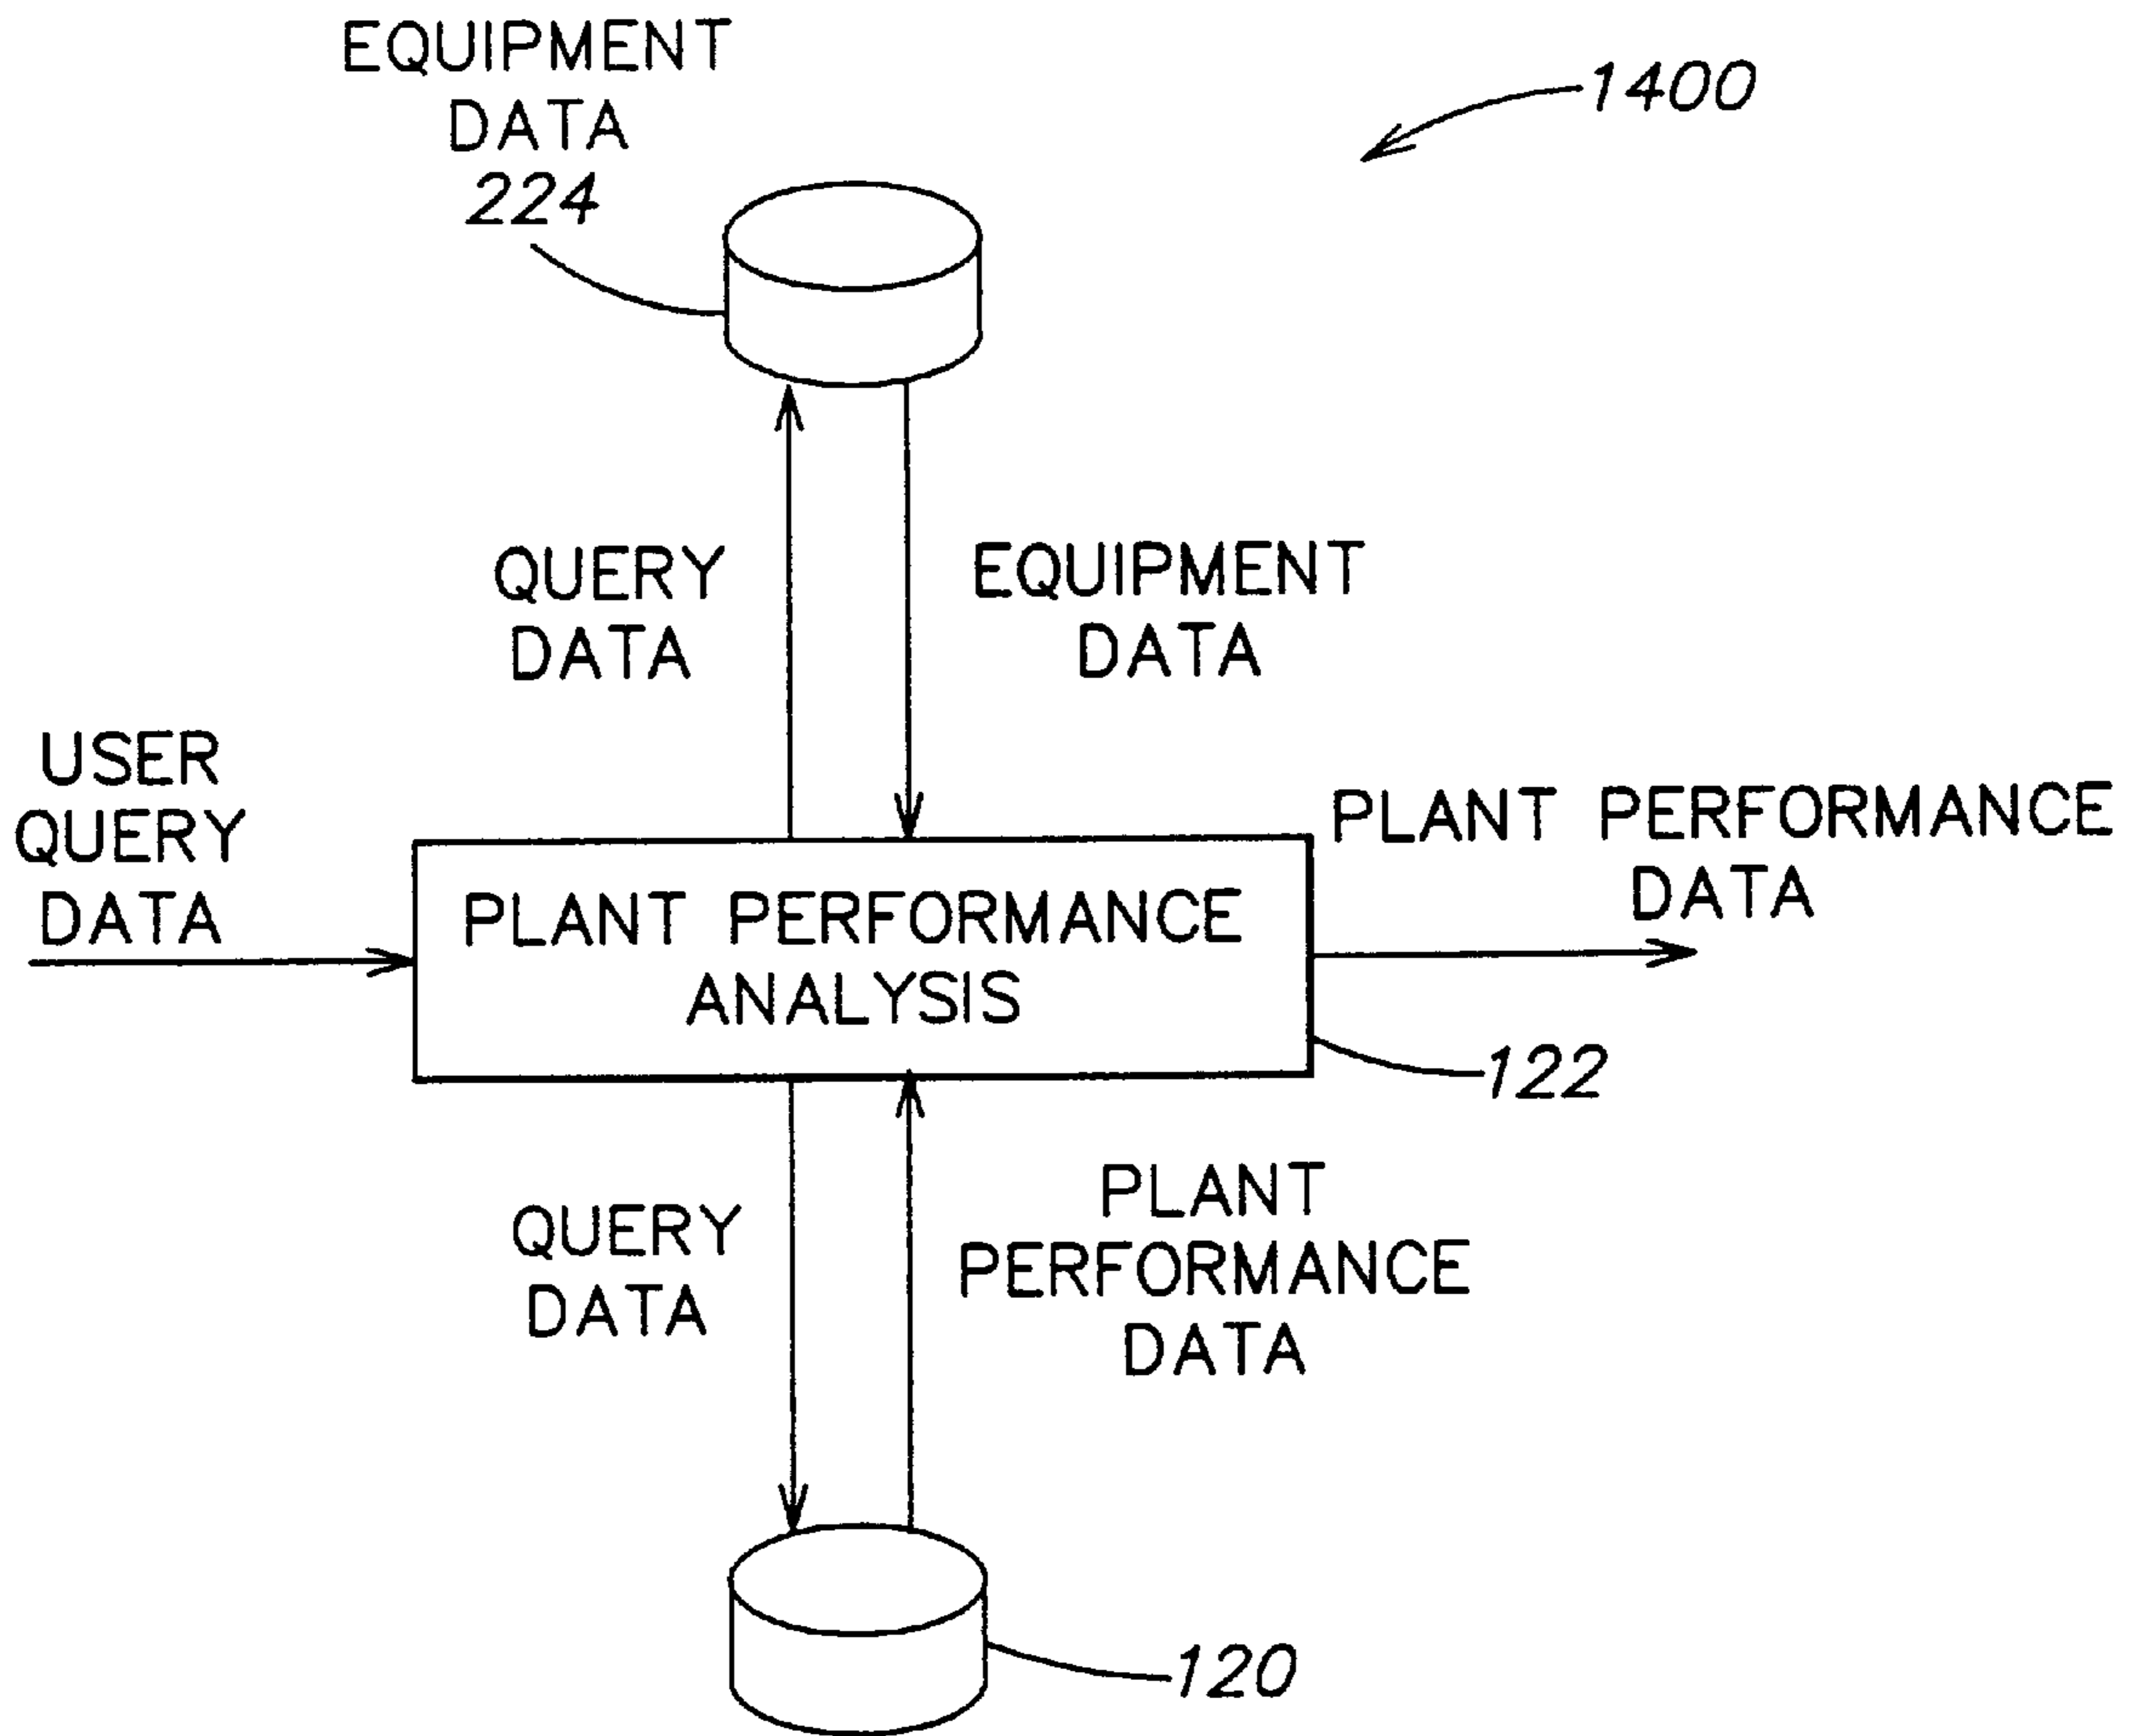 EQUIPMENT
DATA
224
1400
QUERY
DATA
EQUIPMENT
DATA
USER
QUERY
DATA
PLANT PERFORMANCE
DATA
PLANT PERFORMANCE
ANALYSIS
122
QUERY
DATA
PLANT
PERFORMANCE
DATA
120